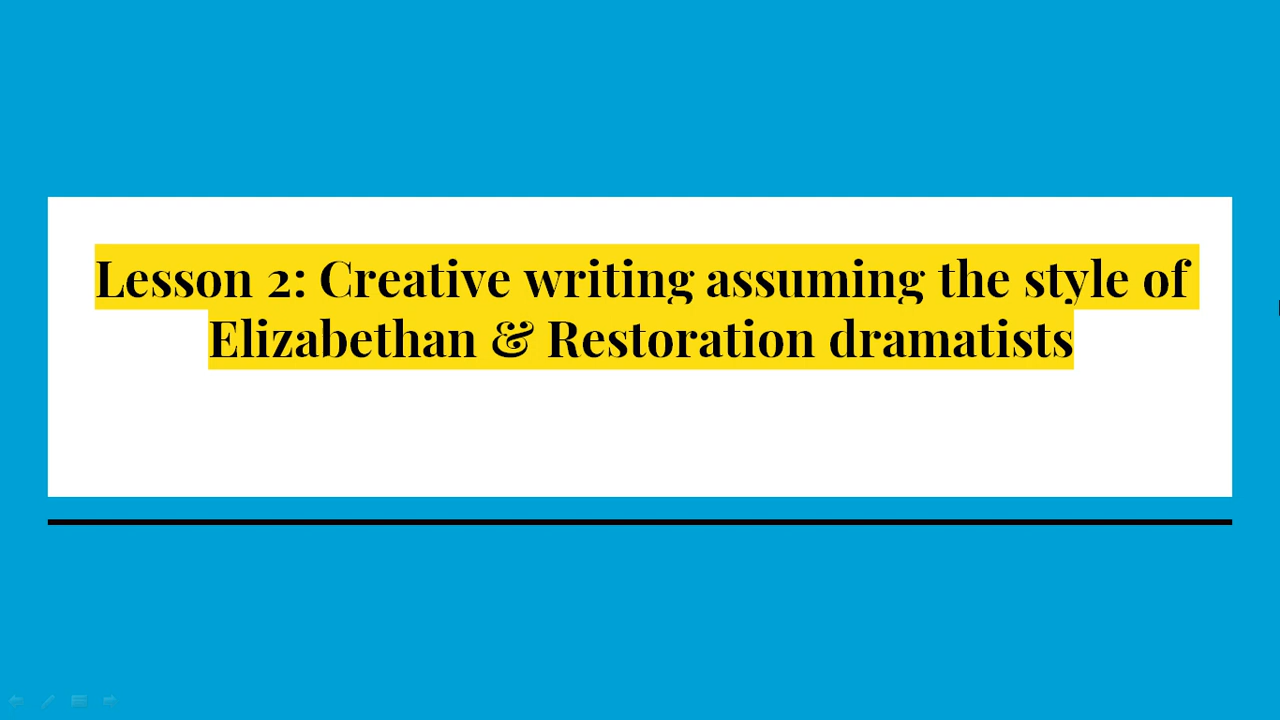 Lesson 2: Creative writing assuming the style of
Elizabethan & Restoration dramatists